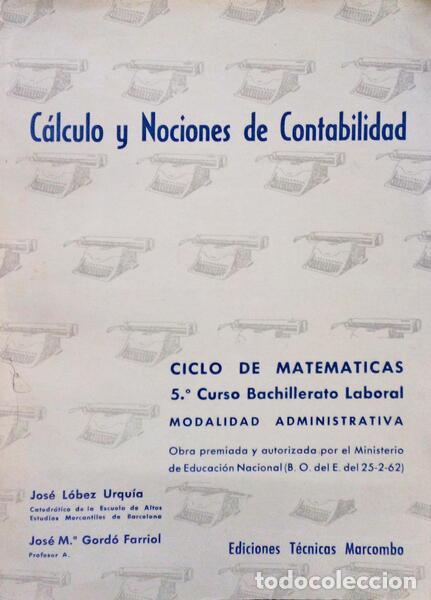 Cálculo y Nociones de Contabilidad
CICLO DE MATEMATICAS
5.º Curso Bachillerato Laboral
MODALIDAD ADMINISTRATIVA
Obra premiada y autorizada por el Ministerio
de Educación Nacional (B. O. del E. del 25-2-62)
José Lóbez Urquía
Catedrático de la Escuela de Altos
Estudios Mercantiles de Barcelona
José M.ª Gordó Farriol
Profesor A.
Ediciones Técnicas Marcombo
todocoleccion